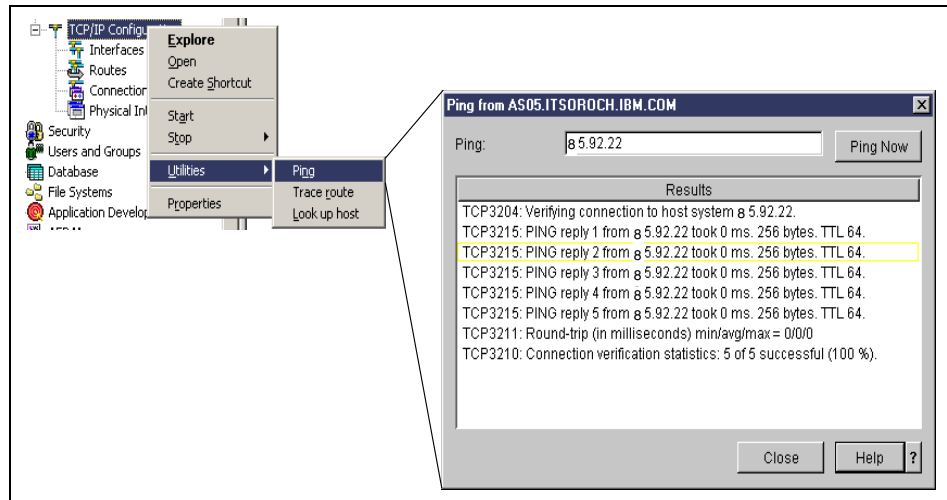 TCP/IP Configu
Interfaces
Routes
Connection
Physical Int
Security
Users and Groups
Database
File Systems
Application Develop
Explore
Open
Create Shortcut
Start
Stop
Utilities
Properties
Ping
Trace route
Look up host
Ping from AS05.ITSOROCH.IBM.COM
Ping:
8 5.92.22
Ping Now
Results
TCP3204: Verifying connection to host system 8 5.92.22.
TCP3215: PING reply 1 from 8 5.92.22 took 0 ms. 256 bytes. TTL 64.
TCP3215: PING reply 2 from 8 5.92.22 took 0 ms. 256 bytes. TTL 64.
TCP3215: PING reply 3 from 8 5.92.22 took 0 ms. 256 bytes. TTL 64.
TCP3215: PING reply 4 from 8 5.92.22 took 0 ms. 256 bytes. TTL 64.
TCP3215: PING reply 5 from 8 5.92.22 took 0 ms. 256 bytes. TTL 64.
TCP3211: Round-trip (in milliseconds) min/avg/max = 0/0/0
TCP3210: Connection verification statistics: 5 of 5 successful (100 %).
Close
Help
?